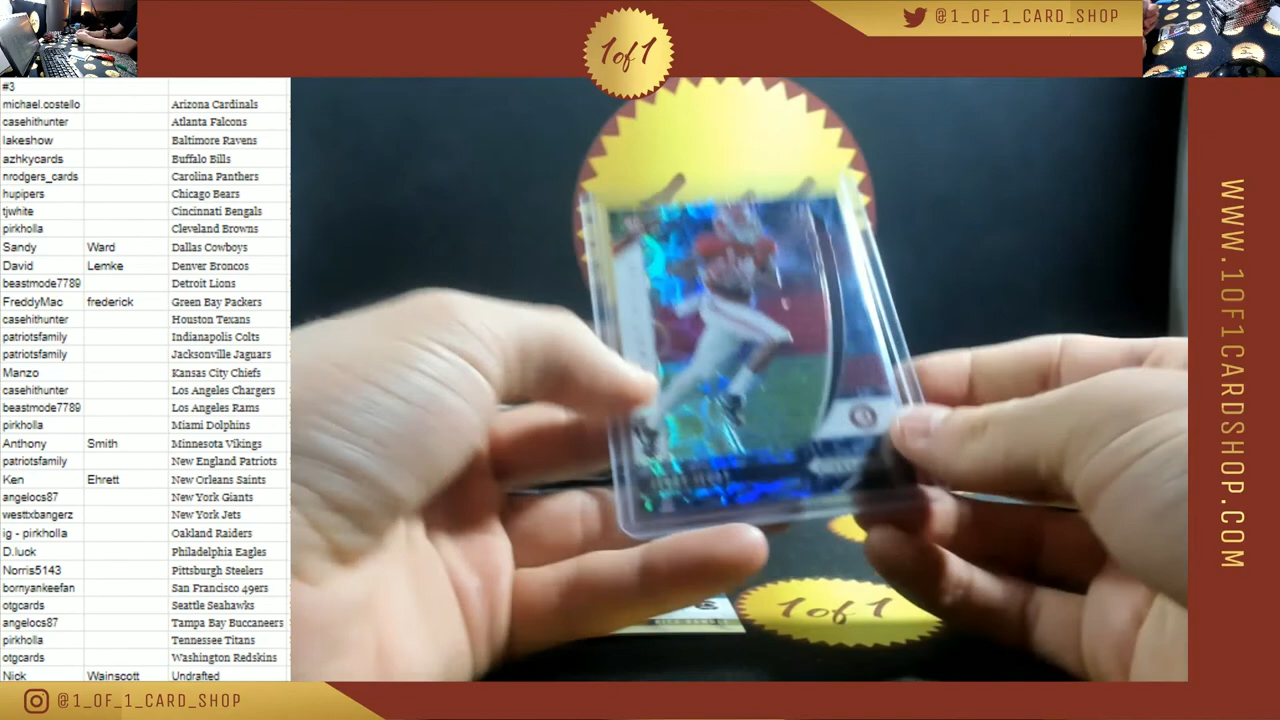 @1_OF_1_CARD_SHOP
1of1
#3
michael.costello Arizona Cardinals
casehithunter Atlanta Falcons
lakeshow Baltimore Ravens
azhkycards Buffalo Bills
nrodgers_cards Carolina Panthers
hupipers Chicago Bears
tjwhite Cincinnati Bengals
pirkholla Cleveland Browns
Sandy Ward Dallas Cowboys
David Lemke Denver Broncos
beastmode7789 Detroit Lions
FreddyMac frederick Green Bay Packers
casehithunter Houston Texans
patriotsfamily Indianapolis Colts
patriotsfamily Jacksonville Jaguars
Manzo Kansas City Chiefs
casehithunter Los Angeles Chargers
beastmode7789 Los Angeles Rams
pirkholla Miami Dolphins
Anthony Smith Minnesota Vikings
patriotsfamily New England Patriots
Ken Ehrett New Orleans Saints
angelocs87 New York Giants
westtxbangerz New York Jets
ig - pirkholla Oakland Raiders
D.luck Philadelphia Eagles
Norris5143 Pittsburgh Steelers
bornyankeefan San Francisco 49ers
otgcards Seattle Seahawks
angelocs87 Tampa Bay Buccaneers
pirkholla Tennessee Titans
otgcards Washington Redskins
Nick Wainscott Undrafted
1of1
WWW.1OF1CARDSHOP.COM
@1_OF_1_CARD_SHOP